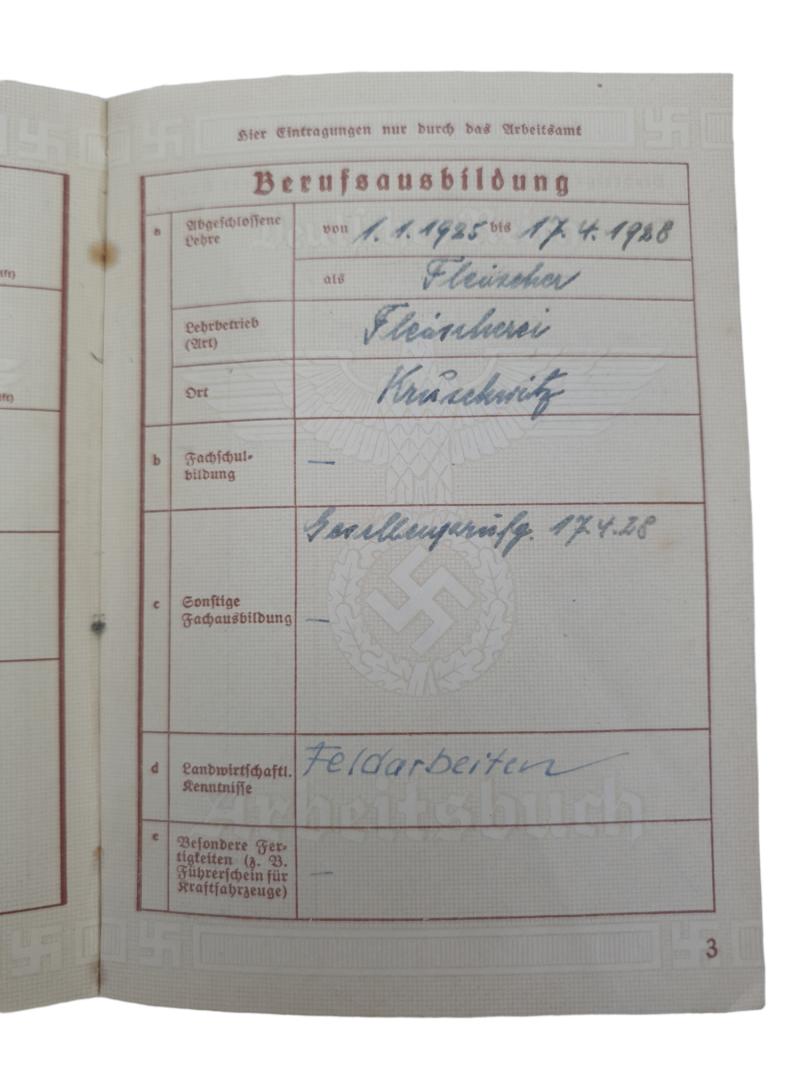 Hier Eintragungen nur durch das Arbeitsamt
Berufsausbildung
a Abgeschlossene Lehre
von 1. 1. 1925 bis 17. 4. 1928
als Fleischer
Lehrbetrieb (Art)
Fleischerei
Ort
Kruschwitz
b Fachschul-
bildung
—
Gesellenprüfg. 17.4.28
c Sonstige
Fachausbildung
—
d Landwirtschaftl.
Kenntnisse
Feldarbeiten
Arbeitsbuch
e Besondere Fer-
tigkeiten (z. B.
Führerschein für
Kraftfahrzeuge)
—
3